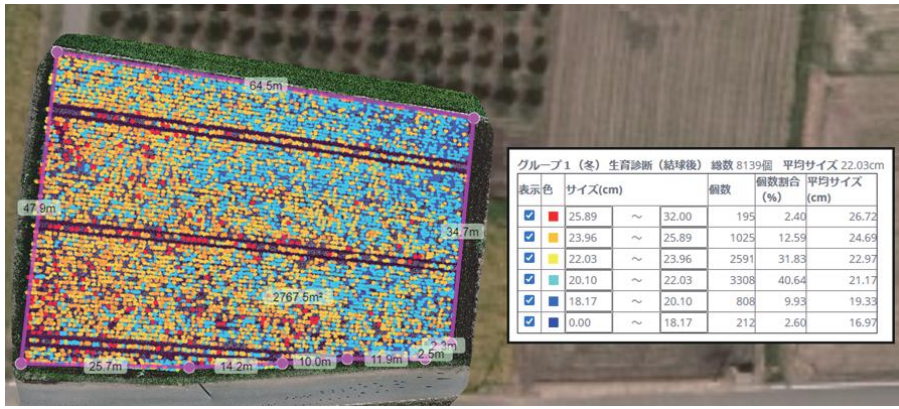 64.5m
47.9m
34.7m
2767.5m²
25.7m
14.2m
10.0m
11.9m
2.5m
2.3m
グループ1（冬）生育診断（結球後） 総数 8139個 平均サイズ 22.03cm
表示 色 サイズ(cm) 個数 個数割合(%) 平均サイズ(cm)
25.89 ～ 32.00 195 2.40 26.72
23.96 ～ 25.89 1025 12.59 24.69
22.03 ～ 23.96 2591 31.83 22.97
20.10 ～ 22.03 3308 40.64 21.17
18.17 ～ 20.10 808 9.93 19.33
0.00 ～ 18.17 212 2.60 16.97